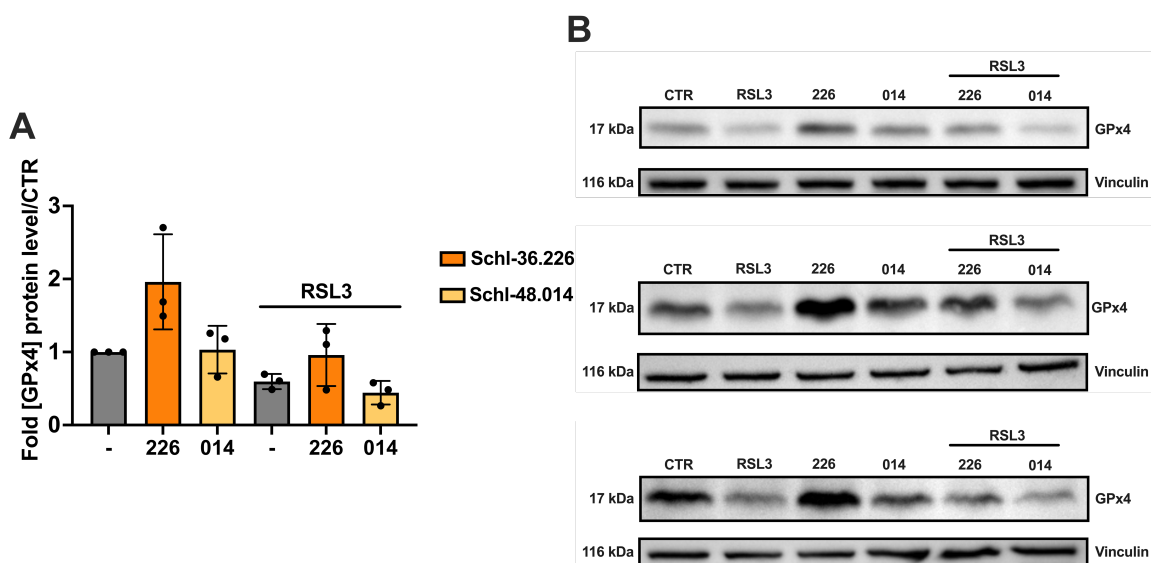 A
Fold [GPx4] protein level/CTR
3
2
1
0
RSL3
- 226 014 - 226 014
SchI-36.226
SchI-48.014
B
RSL3
CTR RSL3 226 014 226 014
17 kDa GPx4
116 kDa Vinculin
RSL3
CTR RSL3 226 014 226 014
17 kDa GPx4
116 kDa Vinculin
RSL3
CTR RSL3 226 014 226 014
17 kDa GPx4
116 kDa Vinculin